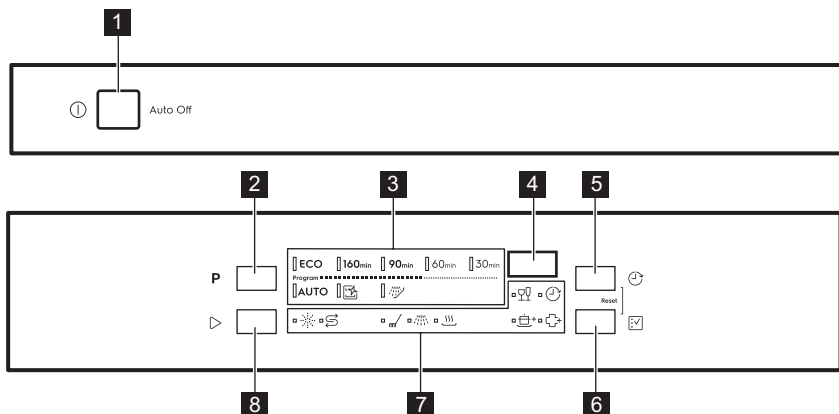 1
Auto Off
2 3 4 5
ECO 160min 90min 60min 30min
P
Program
AUTO
Reset
8 7 6